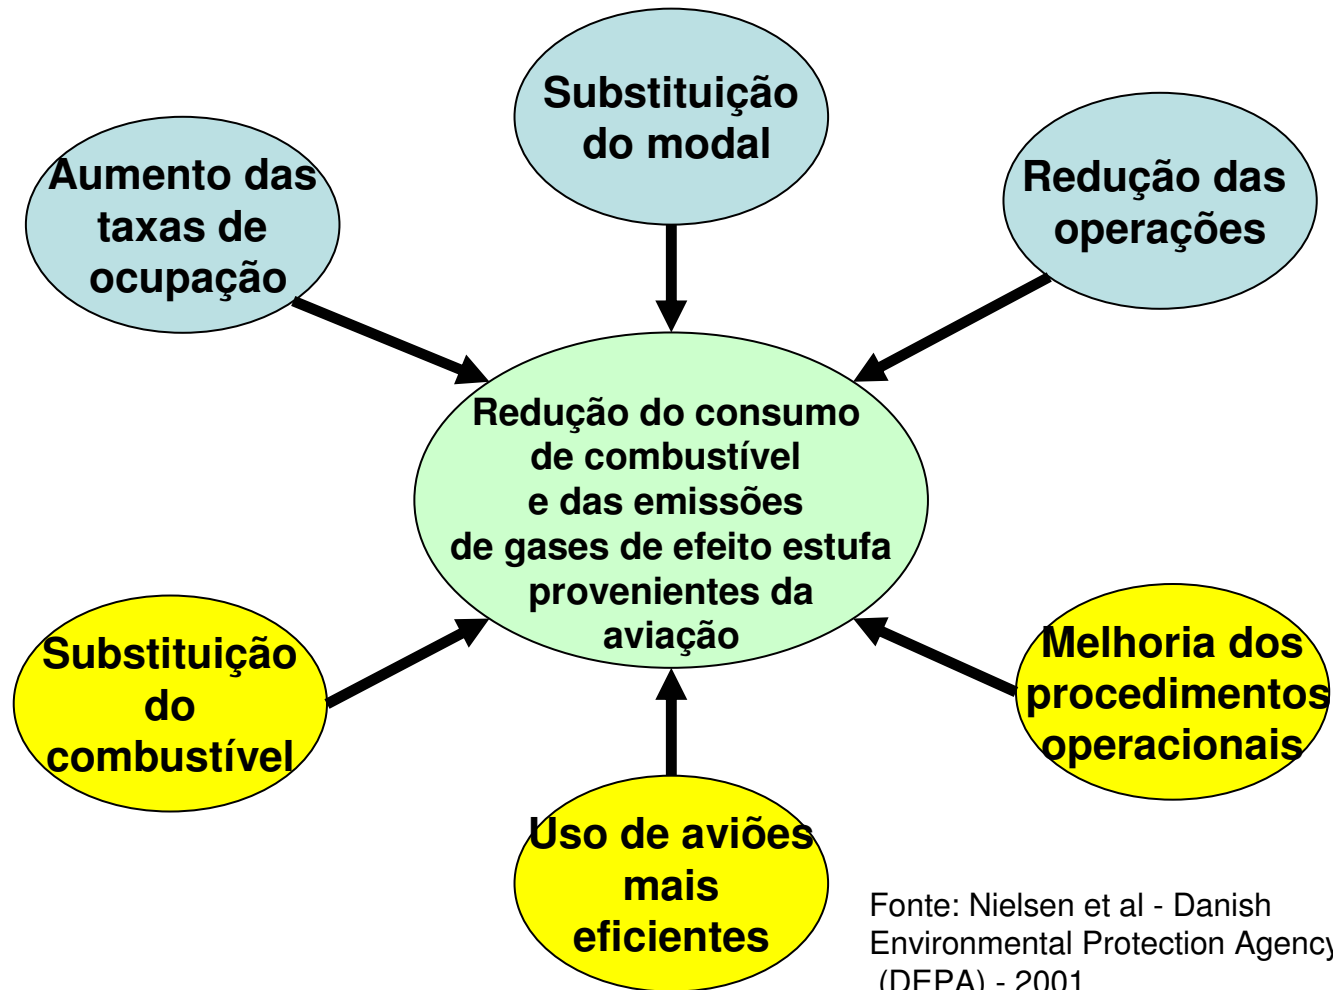 Substituição
do modal
Aumento das
taxas de
ocupação
Redução das
operações
Redução do consumo
de combustível
e das emissões
de gases de efeito estufa
provenientes da
aviação
Substituição
do
combustível
Melhoria dos
procedimentos
operacionais
Uso de aviões
mais
eficientes
Fonte: Nielsen et al - Danish
Environmental Protection Agency
(DEPA) - 2001